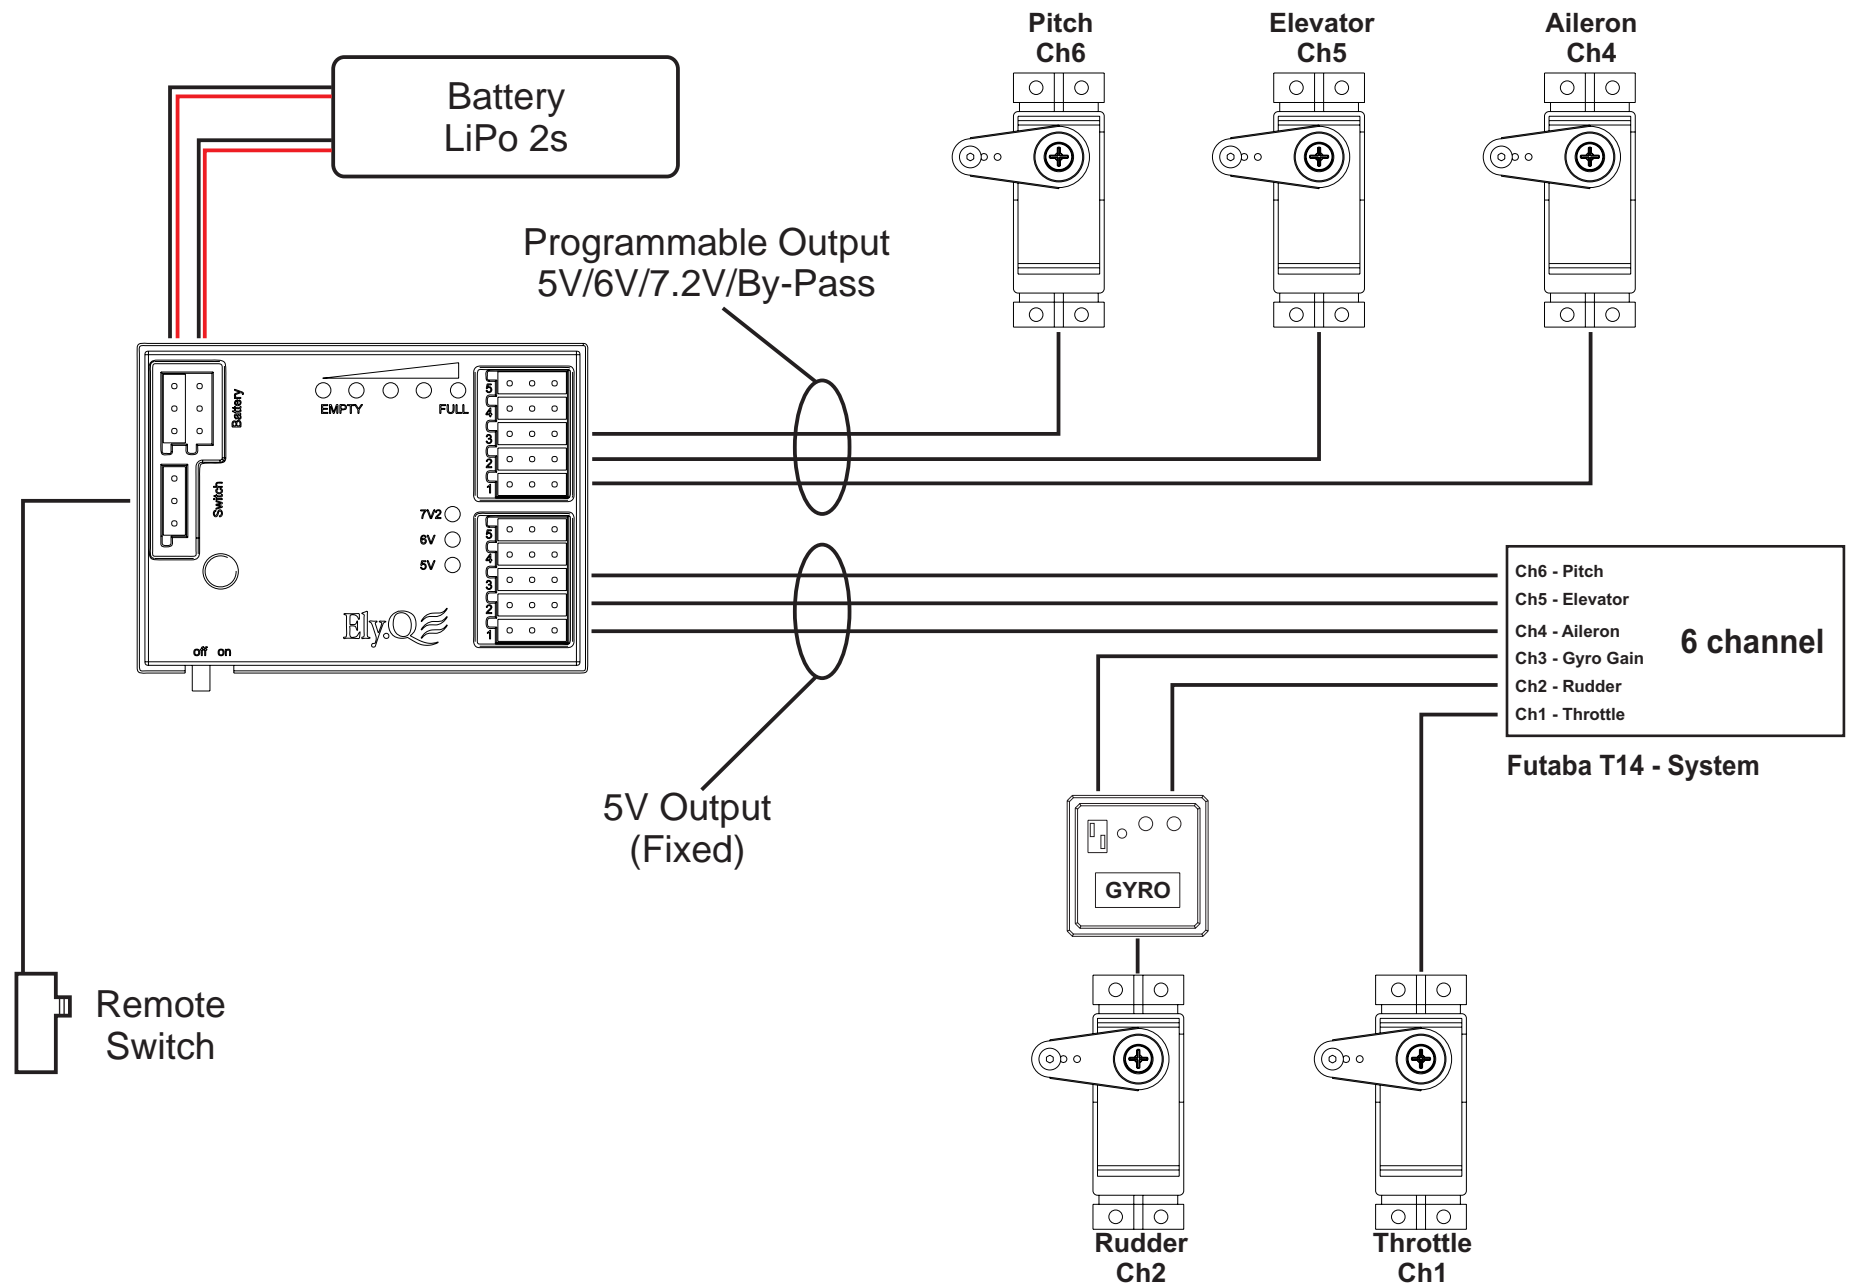 Pitch
Ch6
Elevator
Ch5
Aileron
Ch4
Battery
LiPo 2s
Programmable Output
5V/6V/7.2V/By-Pass
Battery
Switch
EMPTY
FULL
5
4
3
2
1
7V2
6V
5V
5
4
3
2
1
Ely.Q
off on
Ch6 - Pitch
Ch5 - Elevator
Ch4 - Aileron
Ch3 - Gyro Gain
Ch2 - Rudder
Ch1 - Throttle
6 channel
Futaba T14 - System
5V Output
(Fixed)
GYRO
Remote
Switch
Rudder
Ch2
Throttle
Ch1